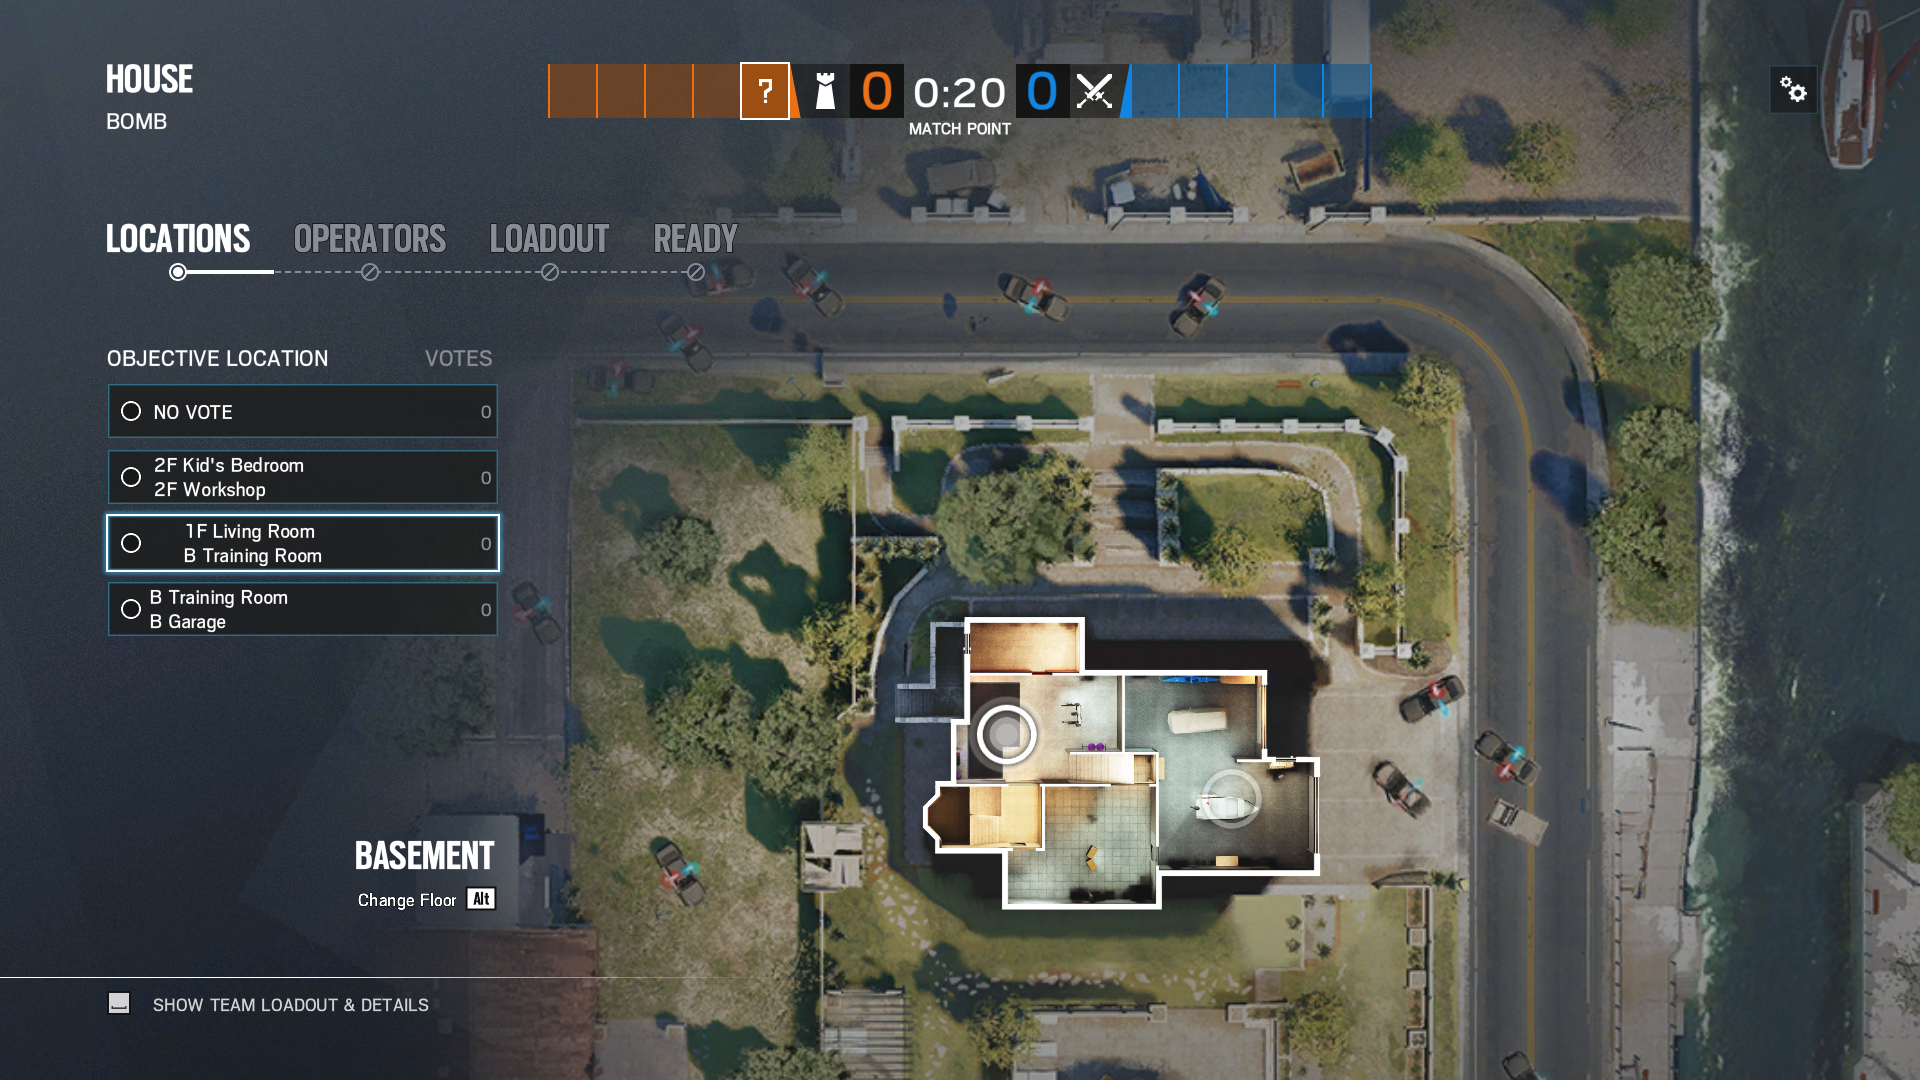 HOUSE
BOMB
?
0
0:20
0
MATCH POINT
LOCATIONS
OPERATORS
LOADOUT
READY
OBJECTIVE LOCATION
VOTES
NO VOTE
0
2F Kid's Bedroom
2F Workshop
0
1F Living Room
B Training Room
0
B Training Room
B Garage
0
BASEMENT
Change Floor Alt
SHOW TEAM LOADOUT & DETAILS